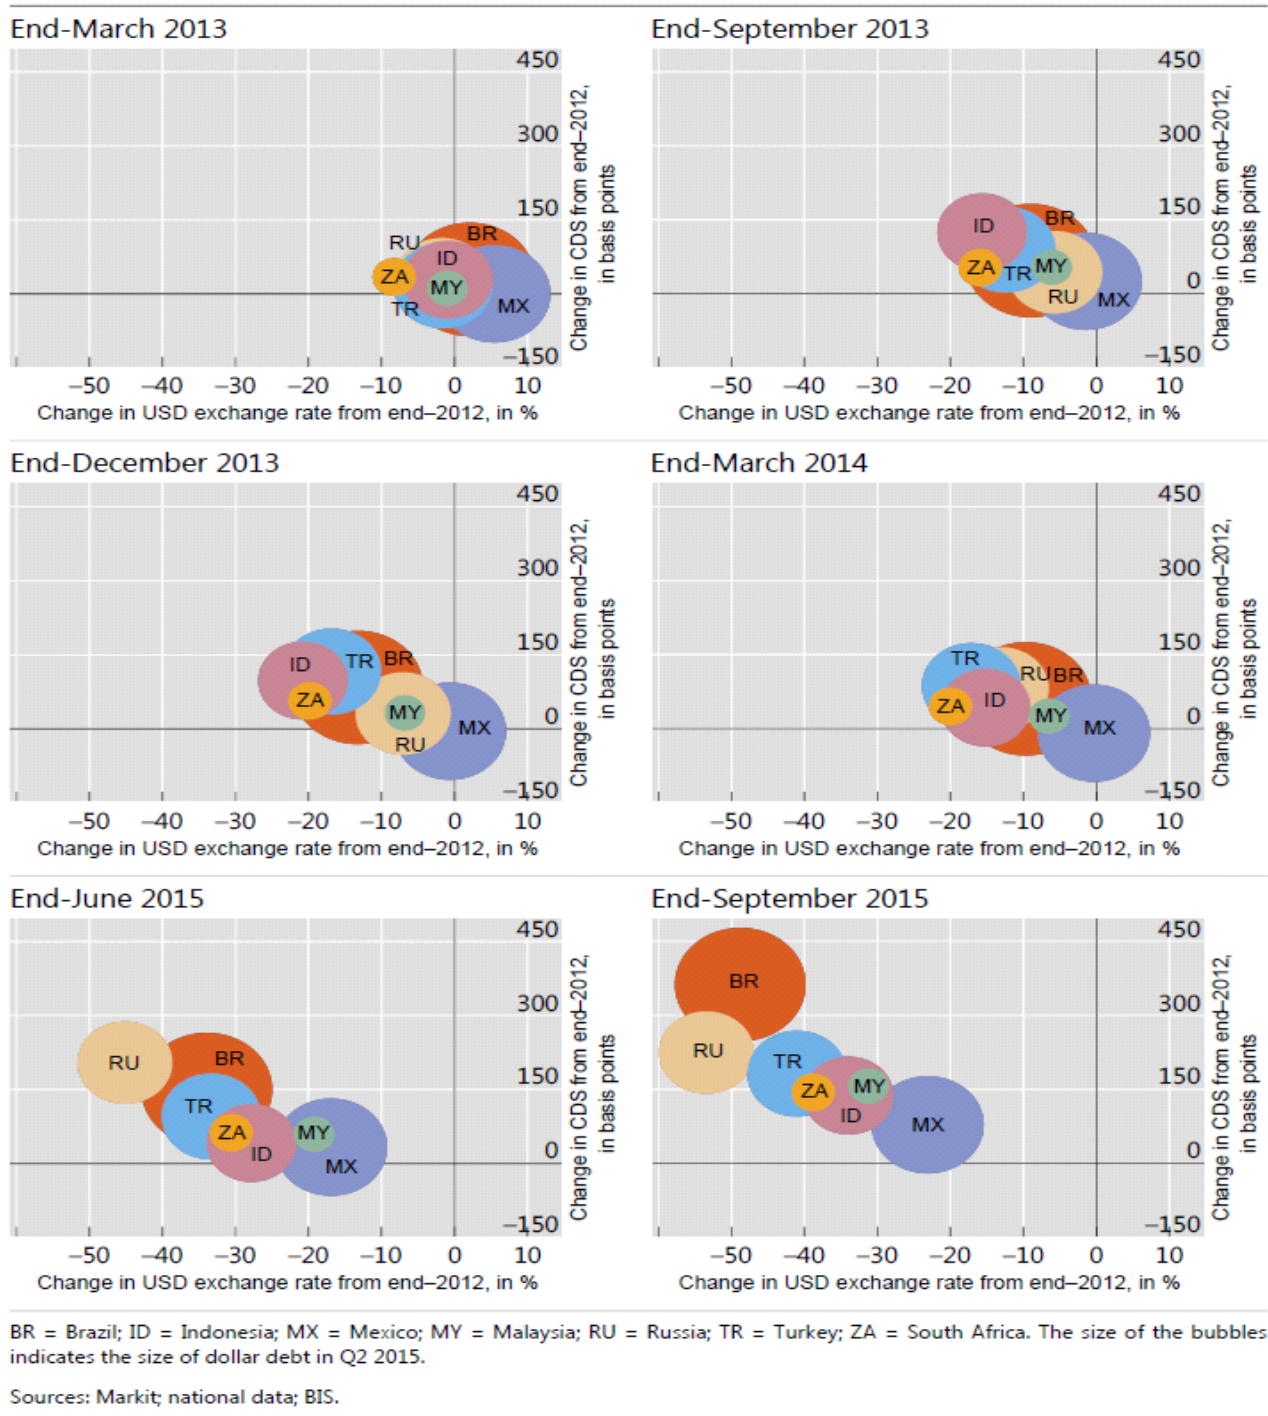 End-March 2013
450
300
150
0
–150
BR
RU
ID
ZA
MY
TR
MX
–50 –40 –30 –20 –10 0 10
Change in USD exchange rate from end–2012, in %
Change in CDS from end–2012,
in basis points
End-September 2013
450
300
150
0
–150
BR
ID
ZA
TR
MY
RU
MX
–50 –40 –30 –20 –10 0 10
Change in USD exchange rate from end–2012, in %
Change in CDS from end–2012,
in basis points
End-December 2013
450
300
150
0
–150
ID
TR
BR
ZA
MY
RU
MX
–50 –40 –30 –20 –10 0 10
Change in USD exchange rate from end–2012, in %
Change in CDS from end–2012,
in basis points
End-March 2014
450
300
150
0
–150
TR
RU
BR
ZA
ID
MY
MX
–50 –40 –30 –20 –10 0 10
Change in USD exchange rate from end–2012, in %
Change in CDS from end–2012,
in basis points
End-June 2015
450
300
150
0
–150
RU
BR
TR
ZA
MY
ID
MX
–50 –40 –30 –20 –10 0 10
Change in USD exchange rate from end–2012, in %
Change in CDS from end–2012,
in basis points
End-September 2015
450
300
150
0
–150
BR
RU
TR
ZA
MY
ID
MX
–50 –40 –30 –20 –10 0 10
Change in USD exchange rate from end–2012, in %
Change in CDS from end–2012,
in basis points
BR = Brazil; ID = Indonesia; MX = Mexico; MY = Malaysia; RU = Russia; TR = Turkey; ZA = South Africa. The size of the bubbles
indicates the size of dollar debt in Q2 2015.
Sources: Markit; national data; BIS.